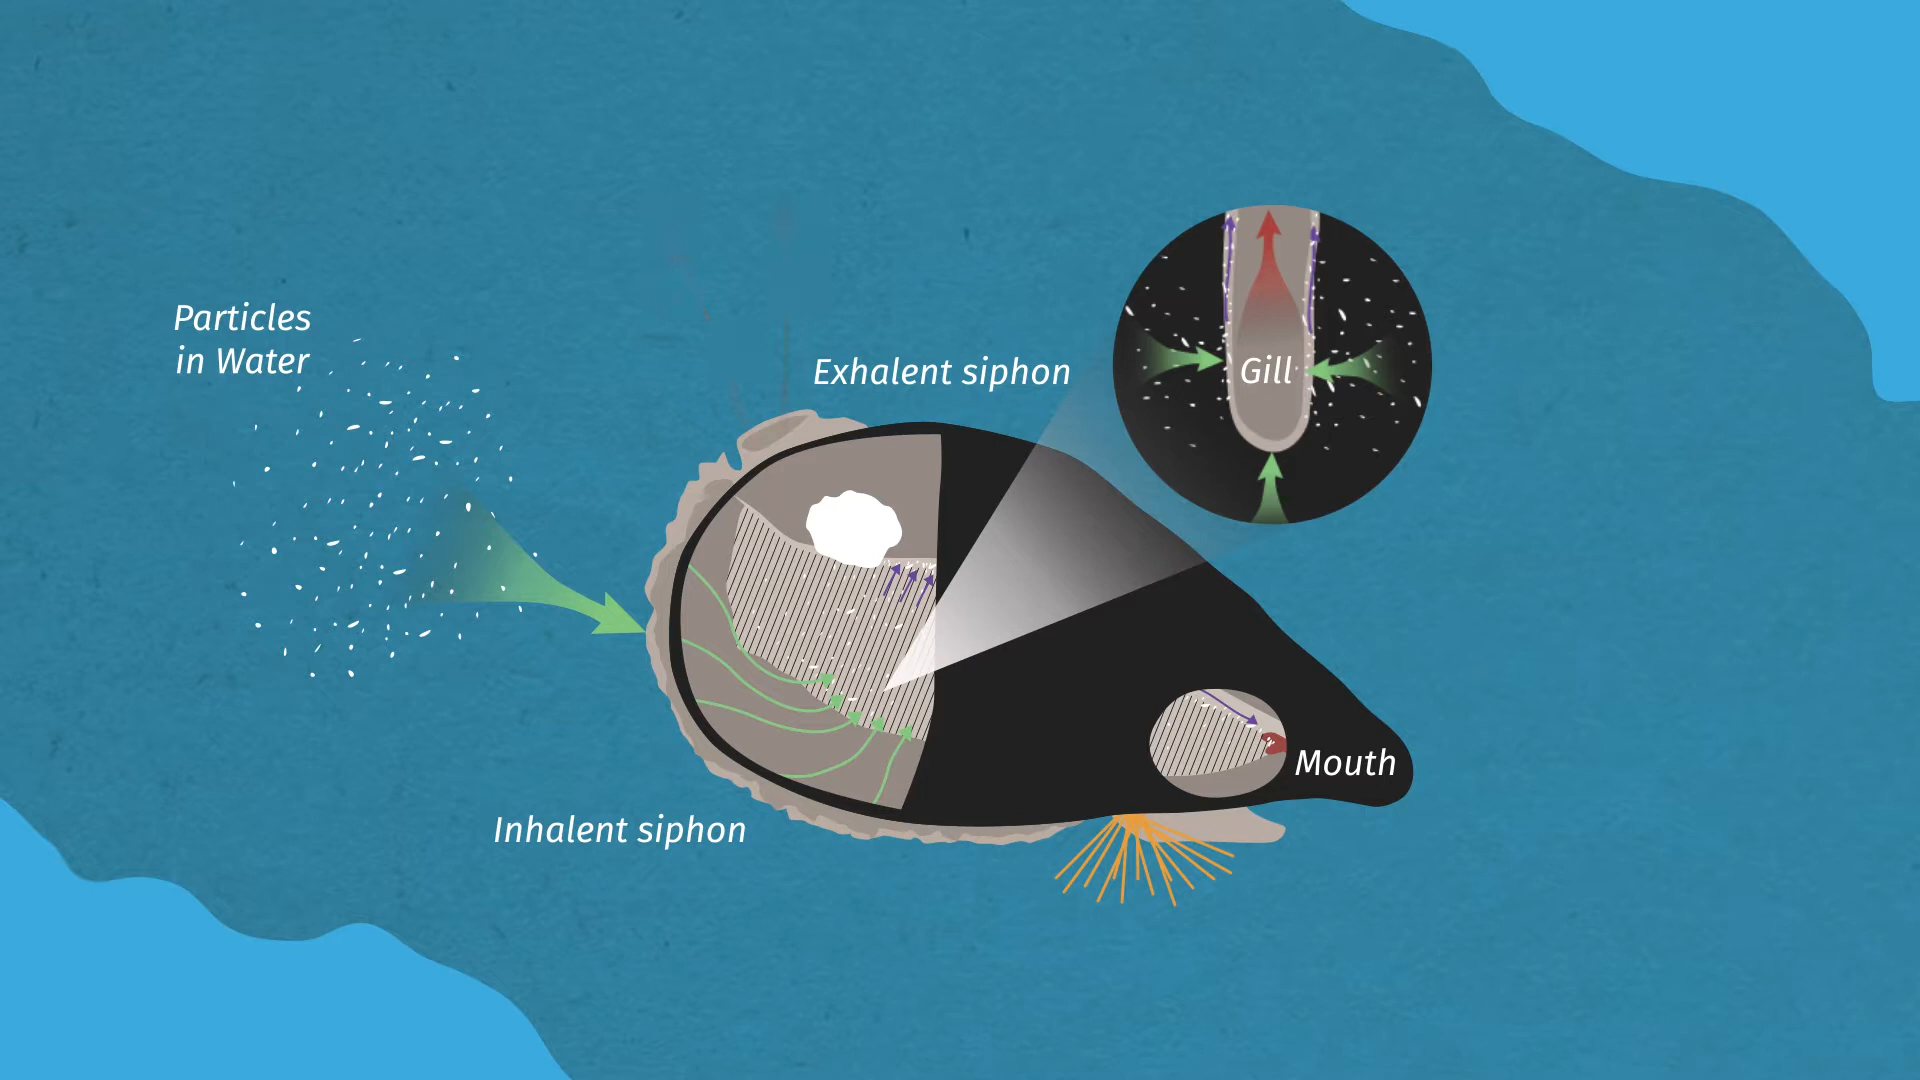 Particles
in Water
Exhalent siphon
Gill
Mouth
Inhalent siphon